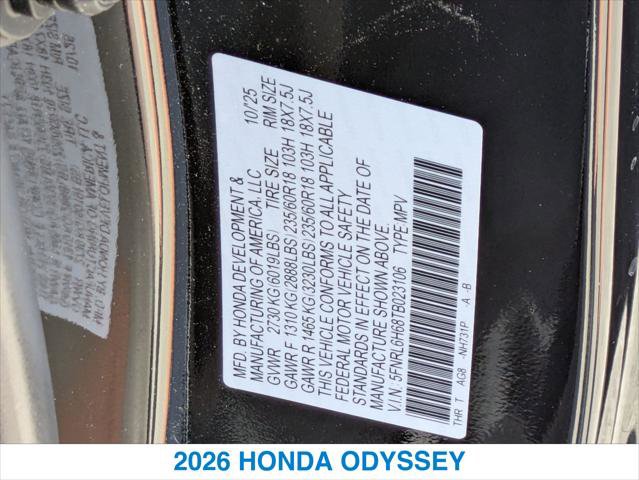 MFD. BY HONDA DEVELOPMENT &
MANUFACTURING OF AMERICA, LLC 10/'25
GVWR 2730 KG(6019LBS) TIRE SIZE RIM SIZE
GAWR F 1310 KG(2888LBS)235/60R18 103H 18X7.5J
GAWR R 1465 KG(3230LBS)235/60R18 103H 18X7.5J
THIS VEHICLE CONFORMS TO ALL APPLICABLE
FEDERAL MOTOR VEHICLE SAFETY
STANDARDS IN EFFECT ON THE DATE OF
MANUFACTURE SHOWN ABOVE.
V.I.N.: 5FNRL6H68TB023106 TYPE:MPV
THR T AG8 -NH731P A -B
2026 HONDA ODYSSEY